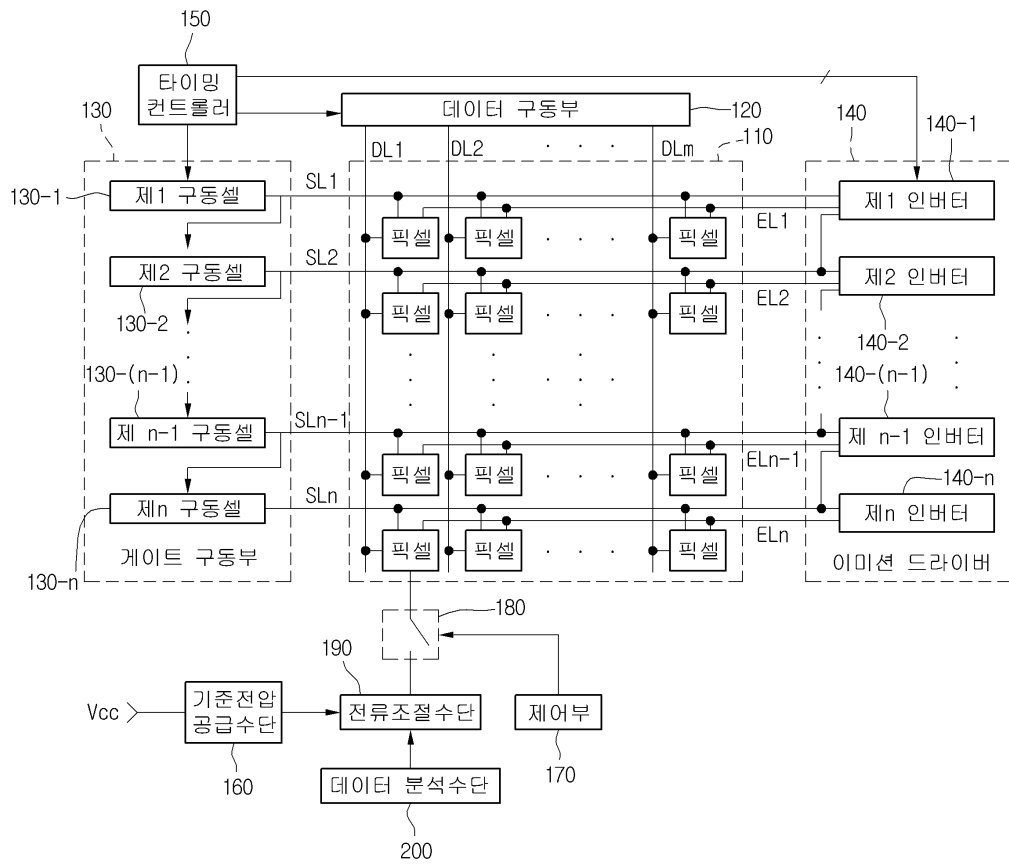 150
타이밍
컨트롤러
130
데이터 구동부
120
140
140-1
DL1
DL2
DLm
110
130-1
제1 구동셀
SL1
제1 인버터
픽셀
픽셀
픽셀
EL1
제2 구동셀
SL2
제2 인버터
130-2
픽셀
픽셀
픽셀
EL2
140-2
130-(n-1)
140-(n-1)
제 n-1 구동셀
SLn-1
제 n-1 인버터
픽셀
픽셀
픽셀
ELn-1
140-n
제n 구동셀
SLn
제n 인버터
픽셀
픽셀
픽셀
ELn
130-n
게이트 구동부
이미션 드라이버
180
190
Vcc
기준전압
공급수단
전류조절수단
제어부
160
170
데이터 분석수단
200